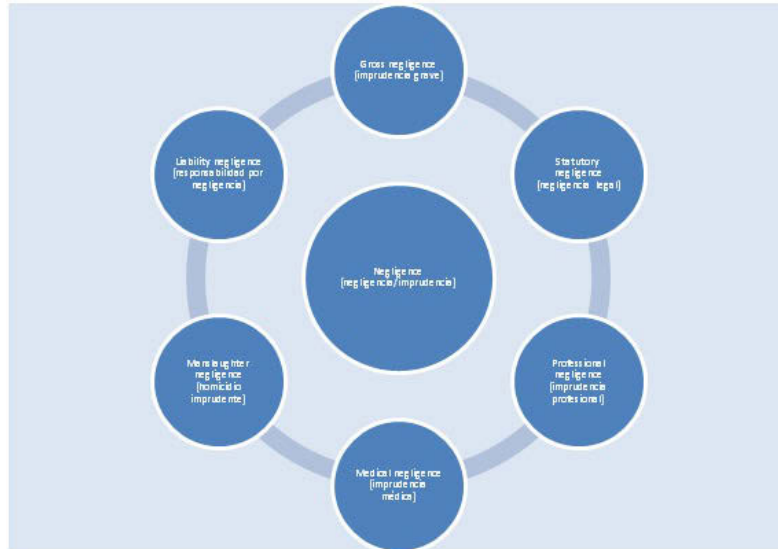 Gross negligence
(imprudencia grave)
Statutory
negligence
(negligencia legal)
Professional
negligence
(imprudencia
profesional)
Medical negligence
(imprudencia
médica)
Manslaughter
negligence
(homicidio
imprudente)
Liability negligence
(responsabilidad por
negligencia)
Negligence
(negligencia/imprudencia)